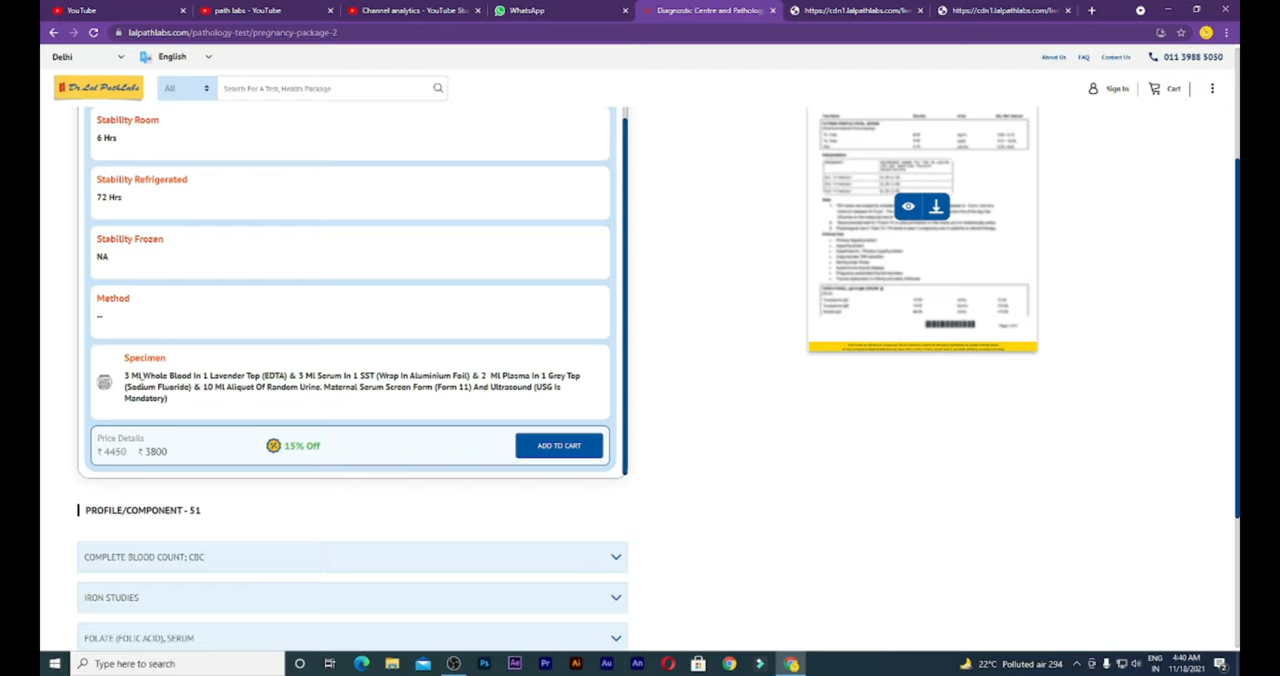 YouTube
path labs - YouTube
Channel analytics - YouTube Stu
WhatsApp
Diagnostic Centre and Patholog
https://cdn1.lalpathlabs.com/live
https://cdn1.lalpathlabs.com/live
lalpathlabs.com/pathology-test/pregnancy-package-2
Delhi
English
About Us
FAQ
Contact Us
011 3988 5050
Dr Lal PathLabs
All
Search For A Test, Health Package
Sign In
Cart
Stability Room
6 Hrs
Stability Refrigerated
72 Hrs
Stability Frozen
NA
Method
--
Specimen
3 Ml Whole Blood In 1 Lavender Top (EDTA) & 3 Ml Serum In 1 SST (Wrap In Aluminium Foil) & 2 Ml Plasma In 1 Grey Top
(Sodium Fluoride) & 10 Ml Aliquot Of Random Urine. Maternal Serum Screen Form (Form 11) And Ultrasound (USG Is
Mandatory)
Price Details
₹ 4450 ₹ 3800
15% Off
ADD TO CART
PROFILE/COMPONENT - 51
COMPLETE BLOOD COUNT; CBC
IRON STUDIES
FOLATE (FOLIC ACID), SERUM
Type here to search
22°C Polluted air 294
ENG
IN
4:40 AM
11/18/2021